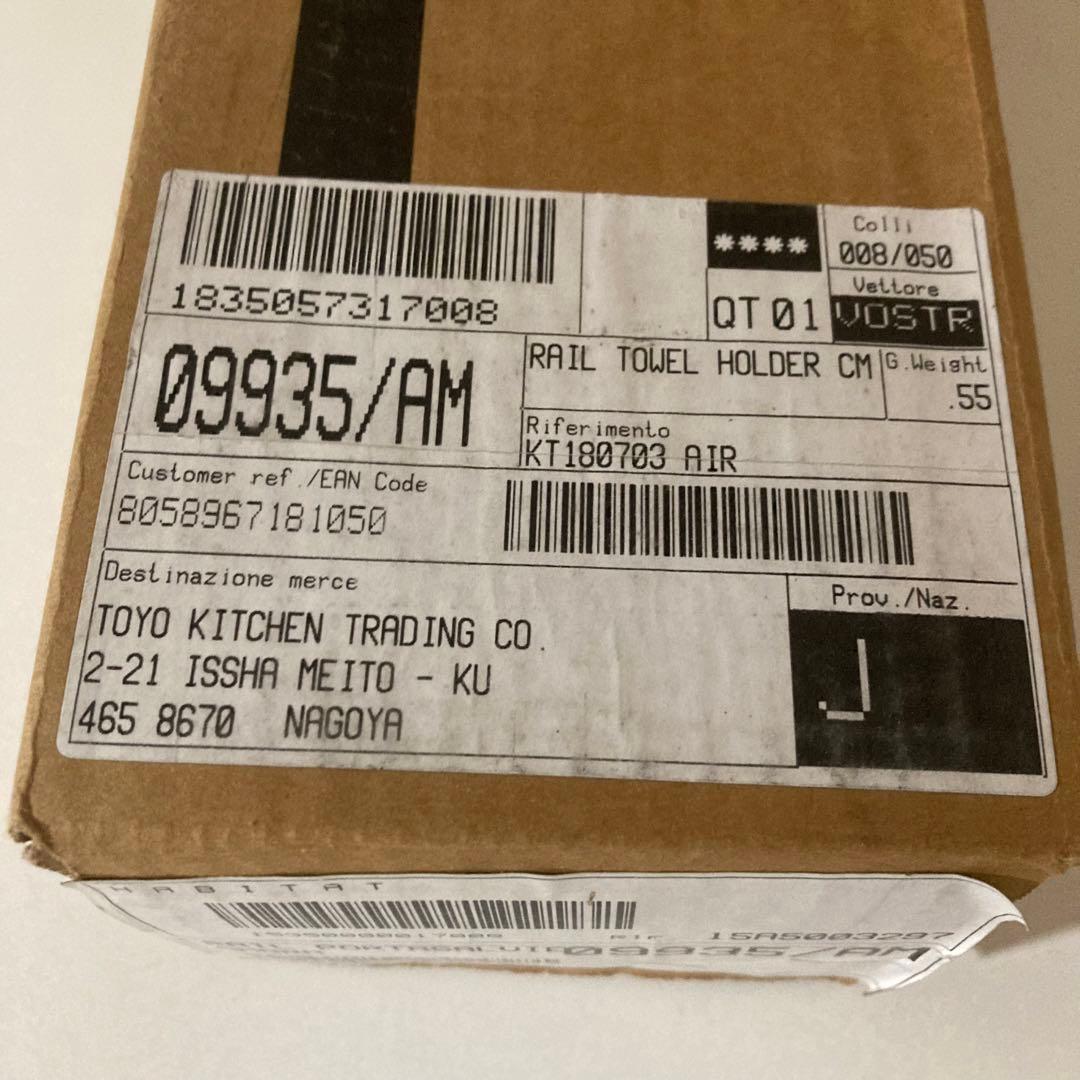 ****
Colli
008/050
1835057317008
QT 01
Vettore
VOSTR
09935/AM
RAIL TOWEL HOLDER CM
G.Weight
.55
Riferimento
KT180703 AIR
Customer ref./EAN Code
8058967181050
Destinazione merce
TOYO KITCHEN TRADING CO.
2-21 ISSHA MEITO - KU
465 8670 NAGOYA
Prov./Naz.
J
HABITAT
15A5003297
09935/AM